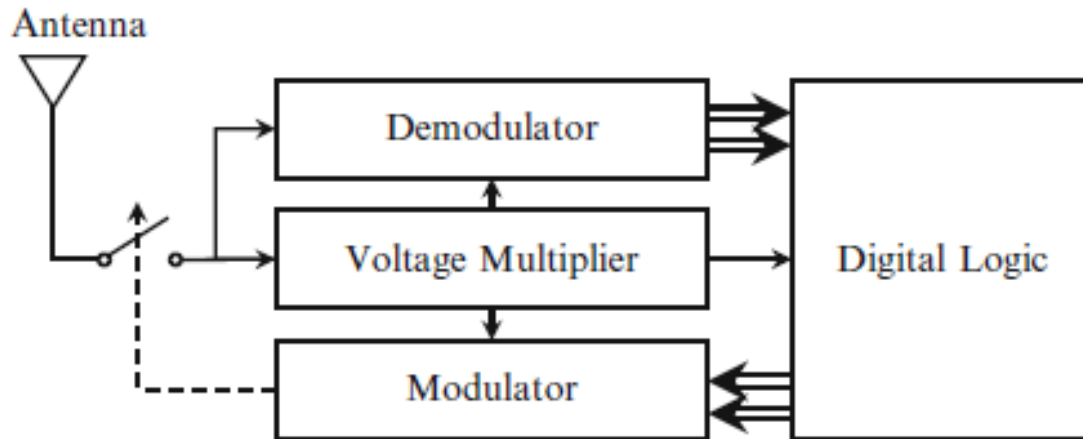 Antenna
Demodulator
Voltage Multiplier
Digital Logic
Modulator